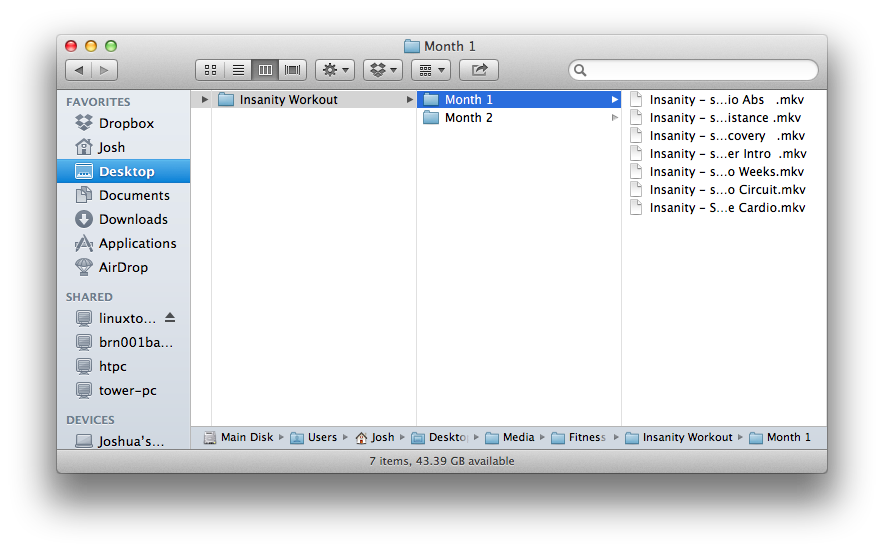 Month 1
FAVORITES
Dropbox
Josh
Desktop
Documents
Downloads
Applications
AirDrop
SHARED
linuxto...
brn001ba...
htpc
tower-pc
DEVICES
Joshua's...
Insanity Workout
Month 1
Month 2
Insanity - s...io Abs .mkv
Insanity - s...istance .mkv
Insanity - s...covery .mkv
Insanity - s...er Intro .mkv
Insanity - s...o Weeks.mkv
Insanity - s...o Circuit.mkv
Insanity - S...e Cardio.mkv
Main Disk Users Josh Desktop Media Fitness Insanity Workout Month 1
7 items, 43.39 GB available